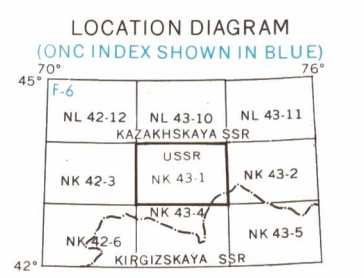 LOCATION DIAGRAM
(ONC INDEX SHOWN IN BLUE)
70° 76°
45°
F-6
NL 42-12 NL 43-10 NL 43-11
KAZAKHSKAYA SSR
USSR
NK 42-3 NK 43-1 NK 43-2
NK 43-4
NK 42-6 NK 43-5
KIRGIZSKAYA SSR
42°